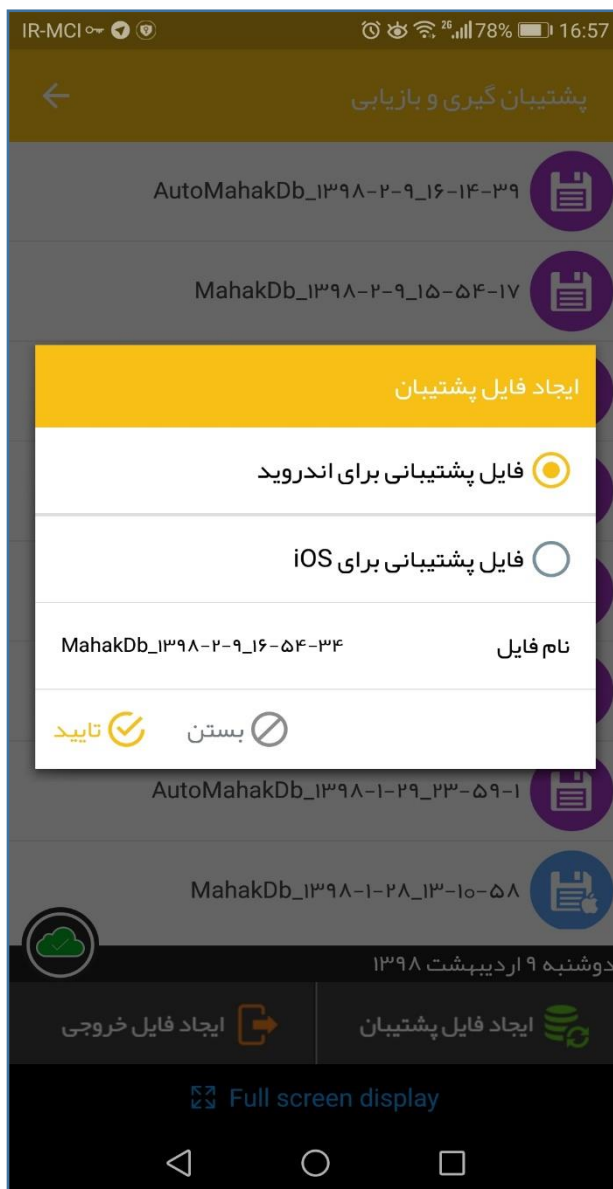 IR-MCI 26 78% 16:57
پشتیبان گیری و بازیابی
AutoMahakDb_۱۳۹۸-۲-۹_۱۶-۱۴-۳۹
MahakDb_۱۳۹۸-۲-۹_۱۵-۵۴-۱۷
ایجاد فایل پشتیبان
فایل پشتیبانی برای اندروید
فایل پشتیبانی برای iOS
نام فایل MahakDb_۱۳۹۸-۲-۹_۱۶-۵۴-۳۴
بستن تایید
AutoMahakDb_۱۳۹۸-۱-۲۹_۲۳-۵۹-۱
MahakDb_۱۳۹۸-۱-۲۸_۱۳-۱۰-۵۸
دوشنبه ۹ اردیبهشت ۱۳۹۸
ایجاد فایل پشتیبان ایجاد فایل خروجی
Full screen display